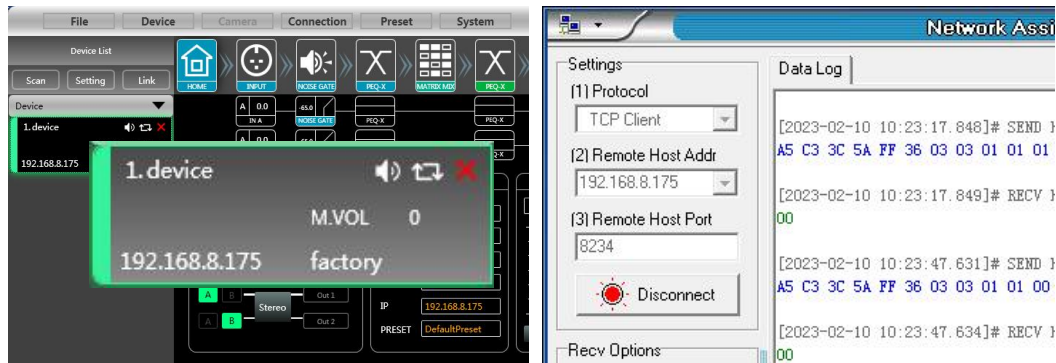 File Device Camera Connection Preset System
Device List
Scan Setting Link
HOME INPUT NOISE GATE PEQ-X MATRIX MIX PEQ-X
Device
1.device
192.168.8.175
A 0.0 -65.0
IN A NOISE GATE PEQ-X PEQ-X
A 0.0
1.device
M.VOL 0
192.168.8.175 factory
A B Out 1
Stereo
A B Out 2
IP 192.168.8.175
PRESET DefaultPreset
Network Assi
Settings
(1) Protocol
TCP Client
(2) Remote Host Addr
192.168.8.175
(3) Remote Host Port
8234
Disconnect
Recv Options
Data Log
[2023-02-10 10:23:17.848]# SEND H
A5 C3 3C 5A FF 36 03 03 01 01 01
[2023-02-10 10:23:17.849]# RECV H
00
[2023-02-10 10:23:47.631]# SEND H
A5 C3 3C 5A FF 36 03 03 01 01 00
[2023-02-10 10:23:47.634]# RECV H
00